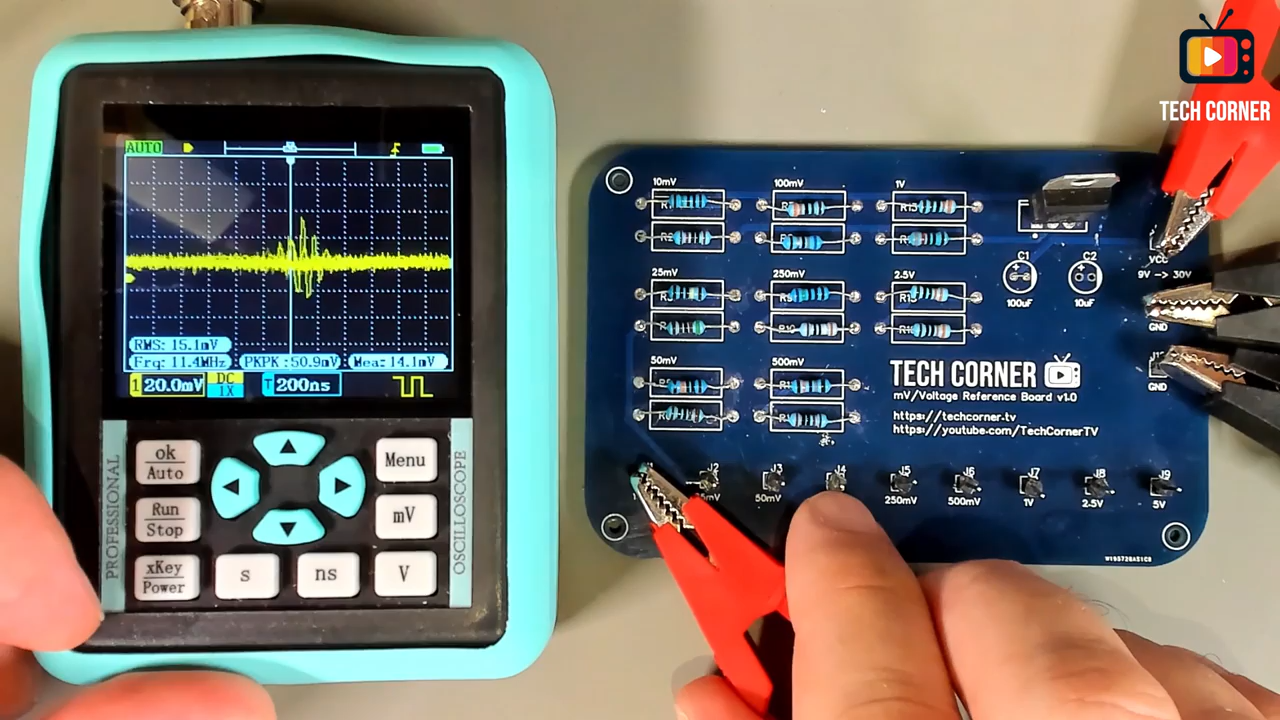 TECH CORNER
AUTO
RMS: 15.1mV
Frq: 11.4MHz
PKPK: 50.9mV
Mea: 14.1mV
1 20.0mV
DC
1X
T 200ns
ok
Auto
Menu
Run
Stop
mV
xKey
Power
s
ns
V
PROFESSIONAL
OSCILLOSCOPE
10mV
100mV
1V
25mV
250mV
2.5V
50mV
500mV
C1
C2
100uF
10uF
VCC
9V -> 30V
GND
GND
TECH CORNER
mV/Voltage Reference Board v1.0
https://techcorner.tv
https://youtube.com/TechCornerTV
J2
J3
J4
J5
J6
J7
J8
J9
50mV
250mV
500mV
1V
2.5V
5V